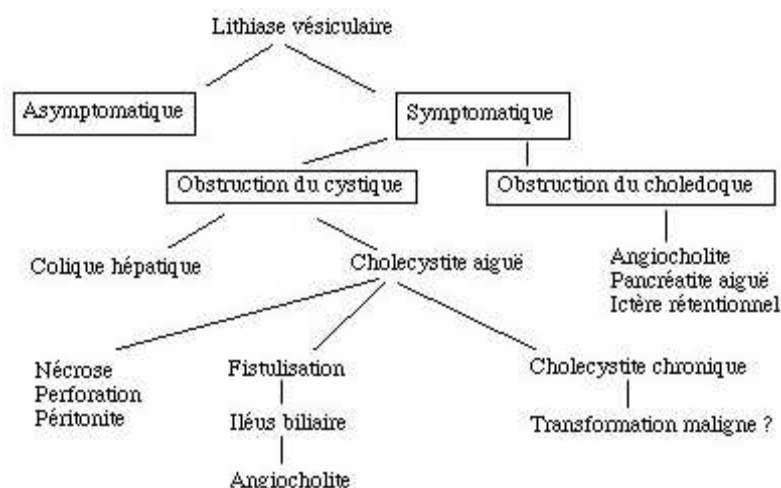 Lithiase vésiculaire
Asymptomatique
Symptomatique
Obstruction du cystique
Obstruction du choledoque
Colique hépatique
Cholecystite aiguë
Angiocholite
Pancréatite aiguë
Ictère rétentionnel
Nécrose
Perforation
Péritonite
Fistulisation
Iléus biliaire
Angiocholite
Cholecystite chronique
Transformation maligne ?